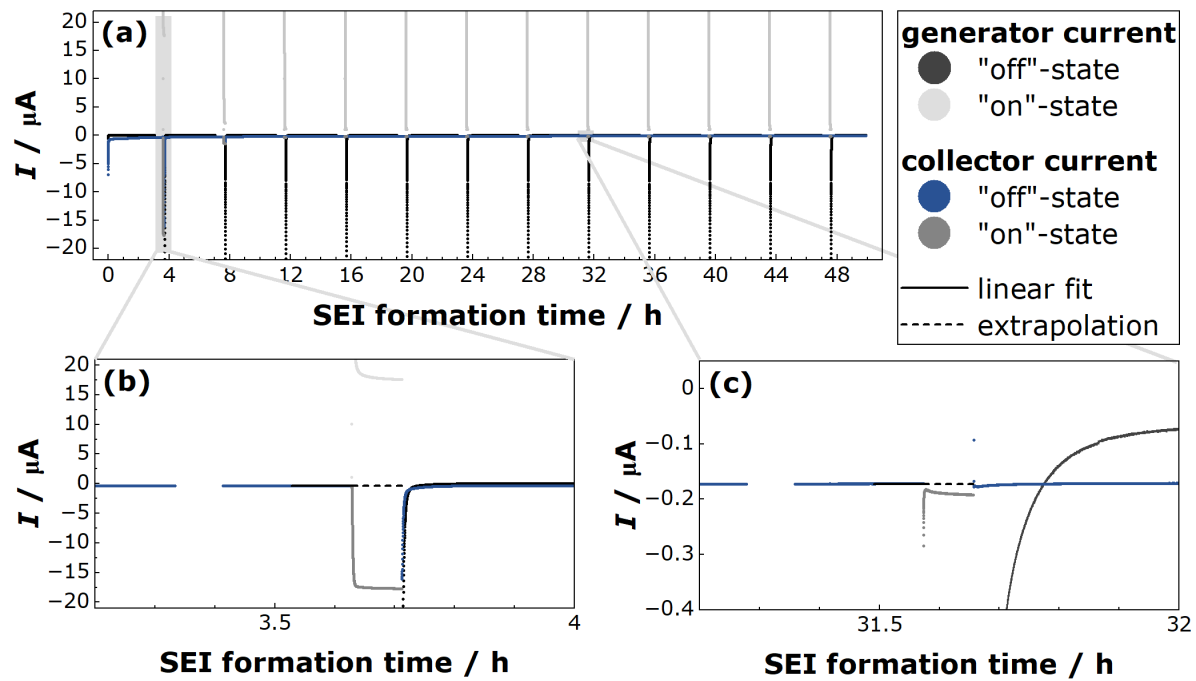 (a)
I / μA
20
15
10
5
0
−5
−10
−15
−20
0 4 8 12 16 20 24 28 32 36 40 44 48
SEI formation time / h
generator current
"off"-state
"on"-state
collector current
"off"-state
"on"-state
linear fit
extrapolation
(b)
I / μA
20
15
10
5
0
−5
−10
−15
−20
3.5 4
SEI formation time / h
(c)
I / μA
0
−0.1
−0.2
−0.3
−0.4
31.5 32
SEI formation time / h